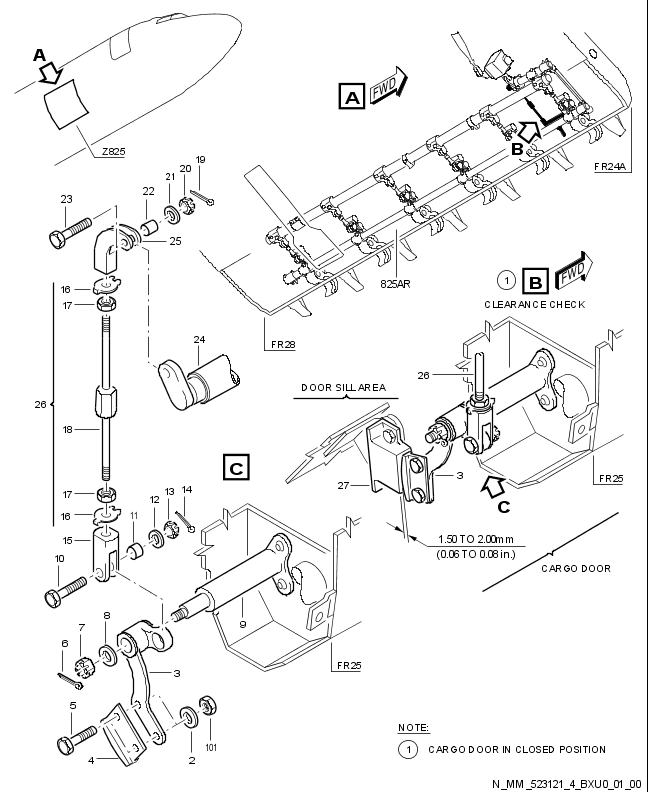 A
Z825
A
FWD
B
FR24A
19
20
21
22
23
25
825AR
1
B
FWD
CLEARANCE CHECK
16
17
FR28
24
DOOR SILL AREA
26
26
18
C
FR25
27
3
C
17
16
12
13
14
11
15
1.50 TO 2.00mm
(0.06 TO 0.08 in.)
CARGO DOOR
10
9
8
7
6
3
FR25
5
4
2
101
NOTE:
1 CARGO DOOR IN CLOSED POSITION
N_MM_523121_4_BXU0_01_00